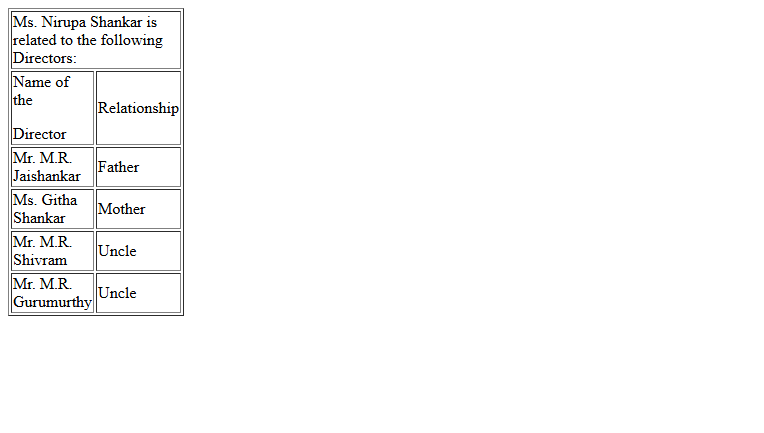 Ms. Nirupa Shankar is
related to the following
Directors:
Name of
the
Director
Relationship
Mr. M.R.
Jaishankar
Father
Ms. Githa
Shankar
Mother
Mr. M.R.
Shivram
Uncle
Mr. M.R.
Gurumurthy
Uncle